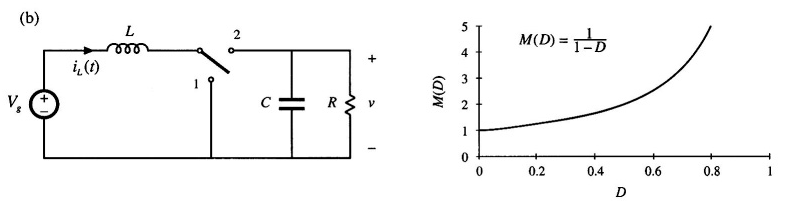 (b)
L
2
i_L(t)
1
V_g
+
−
C
R
+
v
−
M(D) = 1/(1−D)
M(D)
5
4
3
2
1
0
0 0.2 0.4 0.6 0.8 1
D